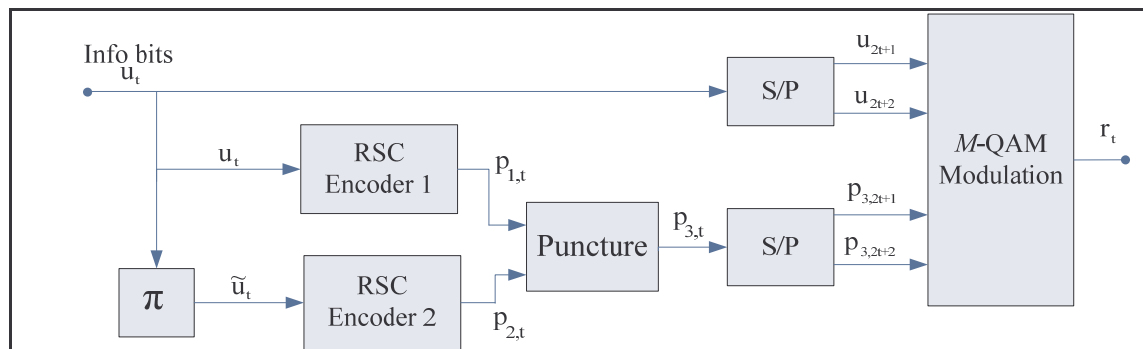 Info bits
u_t
S/P
u_{2t+1}
u_{2t+2}
M-QAM
Modulation
r_t
u_t
RSC
Encoder 1
p_{1,t}
Puncture
p_{3,t}
S/P
p_{3,2t+1}
p_{3,2t+2}
π
ũ_t
RSC
Encoder 2
p_{2,t}